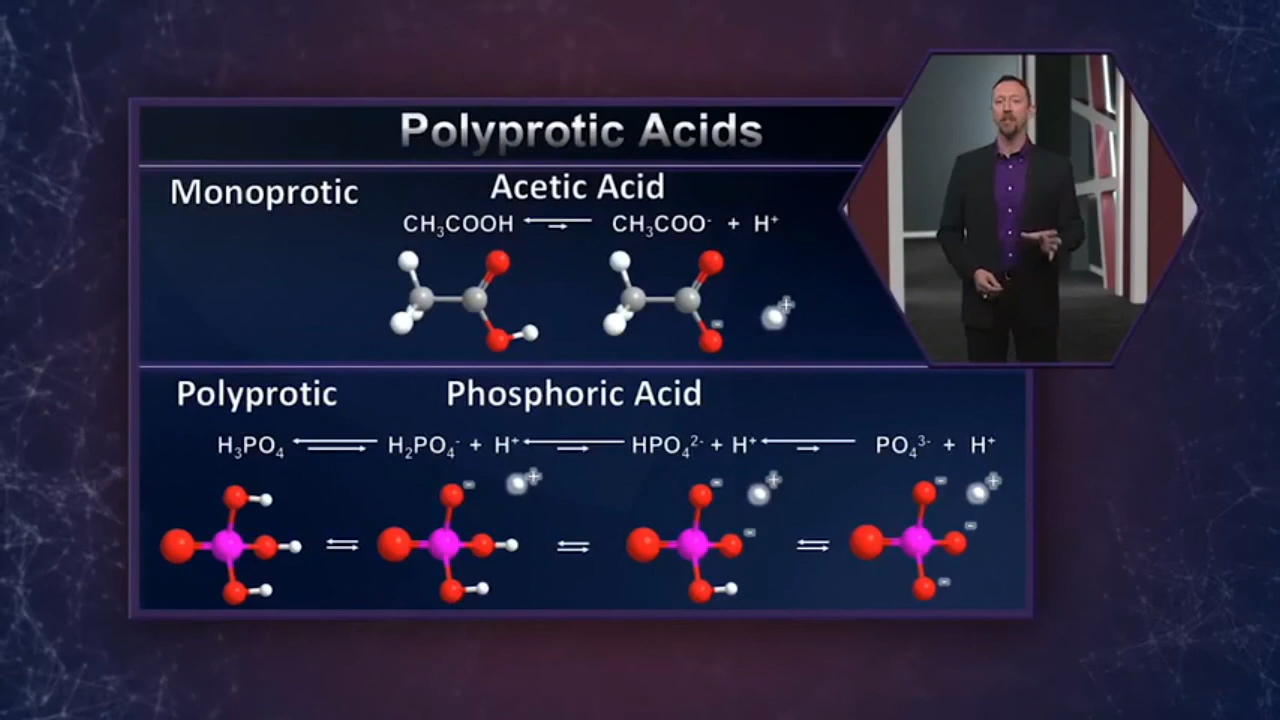 Polyprotic Acids
Monoprotic
Acetic Acid
CH₃COOH ⇌ CH₃COO⁻ + H⁺
Polyprotic
Phosphoric Acid
H₃PO₄ ⇌ H₂PO₄⁻ + H⁺ ⇌ HPO₄²⁻ + H⁺ ⇌ PO₄³⁻ + H⁺